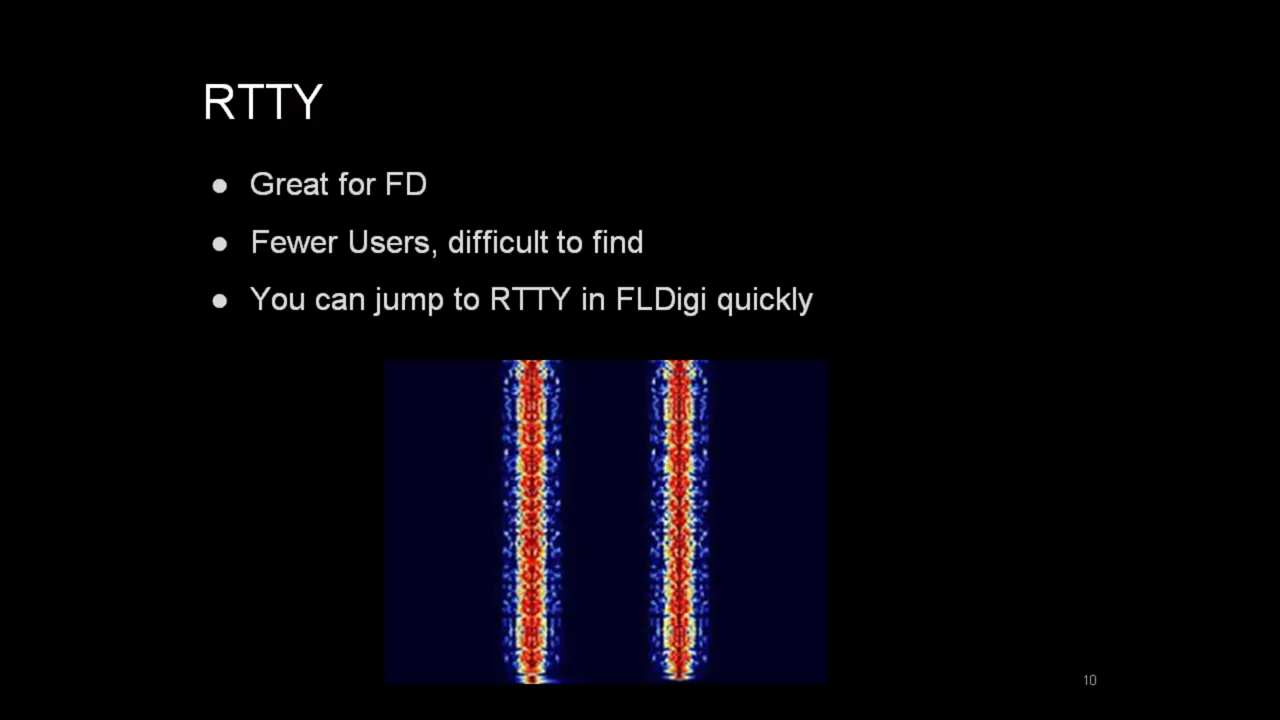 RTTY
● Great for FD
● Fewer Users, difficult to find
● You can jump to RTTY in FLDigi quickly
10